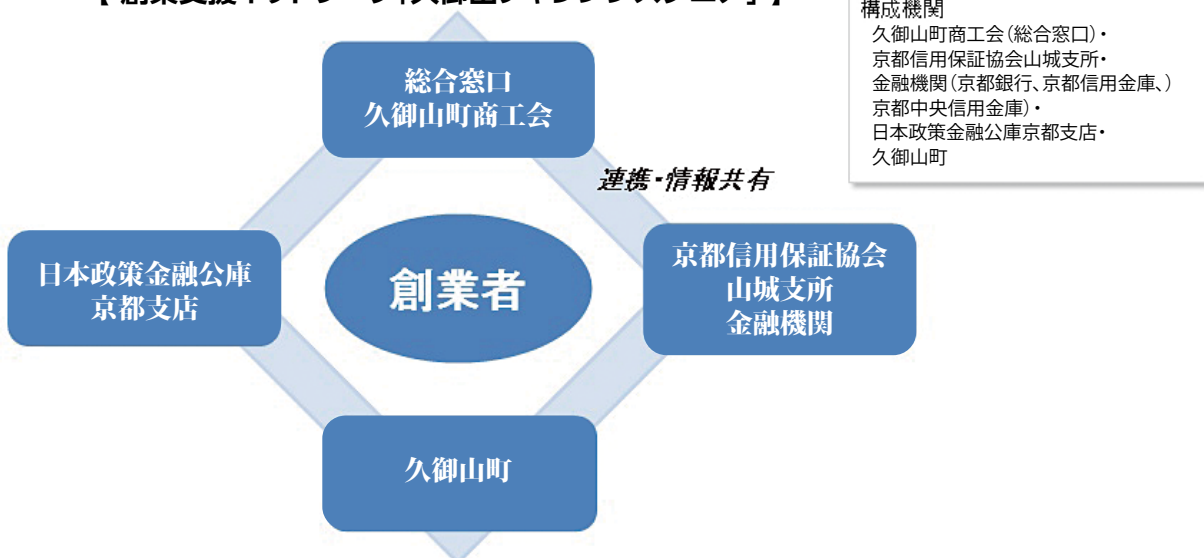 構成機関
久御山町商工会(総合窓口)・
京都信用保証協会山城支所・
金融機関(京都銀行、京都信用金庫、)
京都中央信用金庫)・
日本政策金融公庫京都支店・
久御山町
総合窓口
久御山町商工会
連携・情報共有
日本政策金融公庫
京都支店
創業者
京都信用保証協会
山城支所
金融機関
久御山町